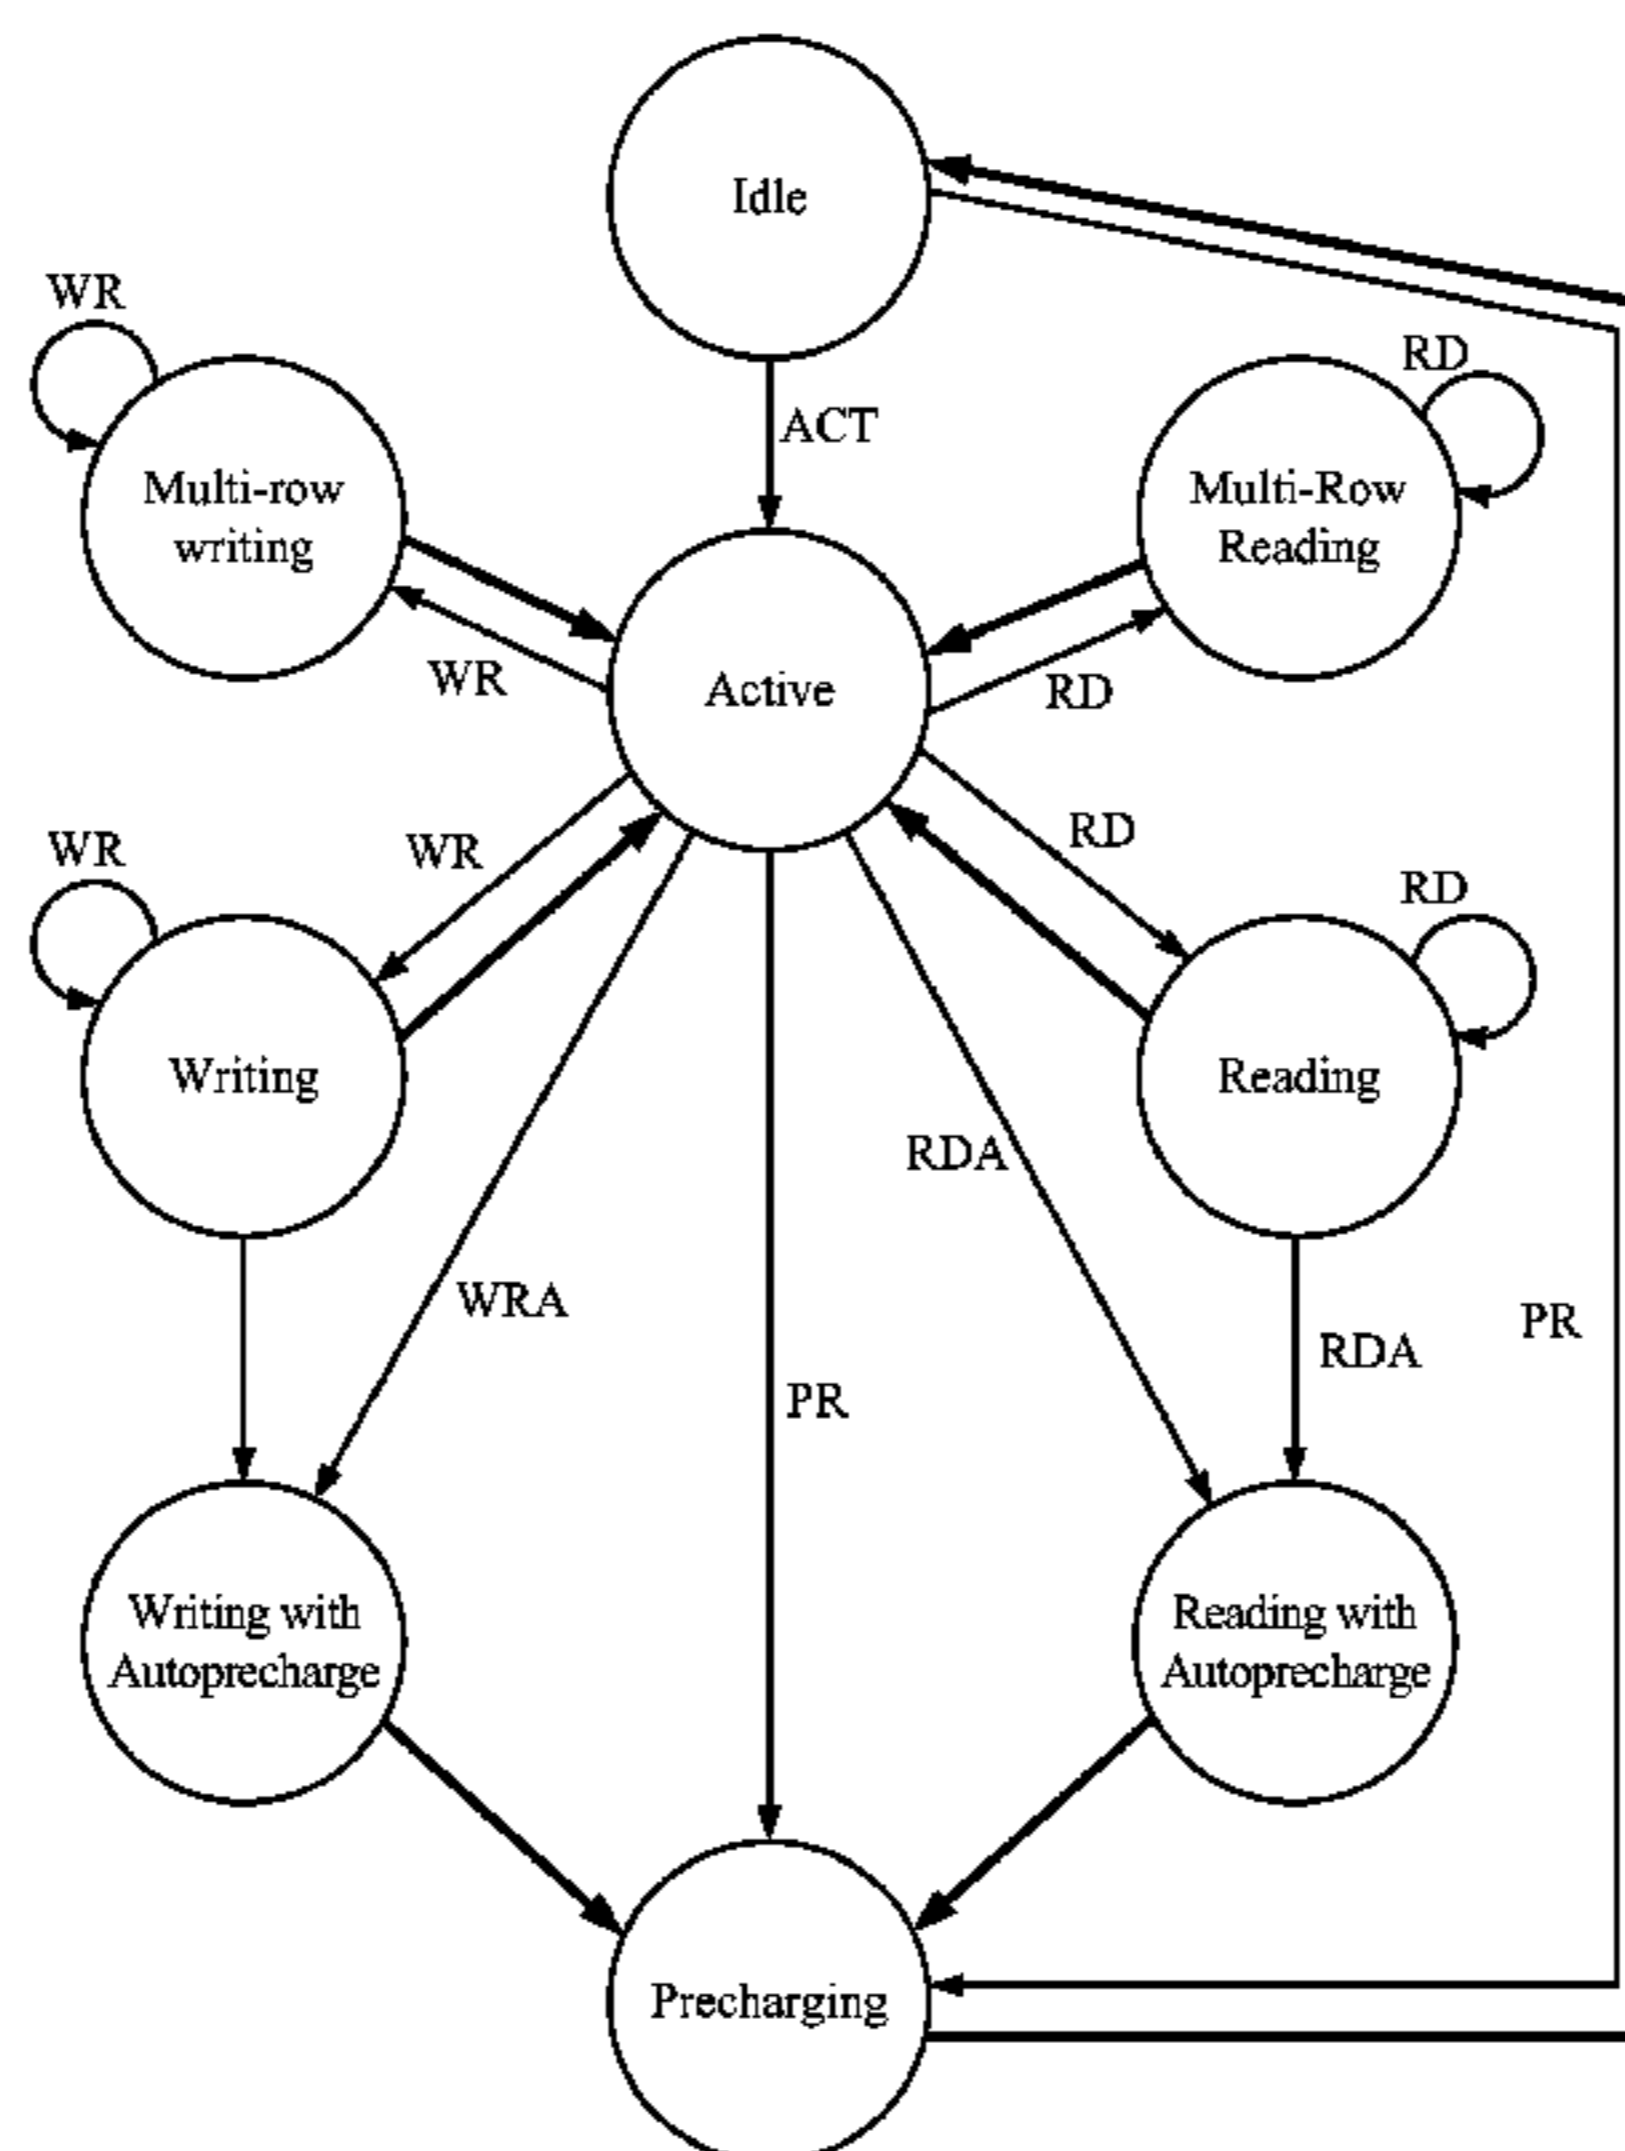 Idle
WR
RD
ACT
Multi-row
writing
Multi-Row
Reading
WR
Active
RD
WR
WR
RD
RD
Writing
Reading
RDA
WRA
PR
RDA
PR
Writing with
Autoprecharge
Reading with
Autoprecharge
Precharging